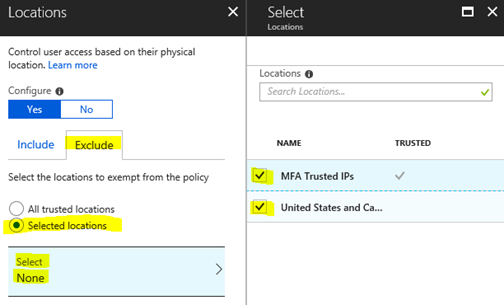 Locations
Control user access based on their physical
location. Learn more
Configure
Yes No
Include Exclude
Select the locations to exempt from the policy
All trusted locations
Selected locations
Select
None
Select
Locations
Locations
Search Locations...
NAME TRUSTED
MFA Trusted IPs
United States and Ca...